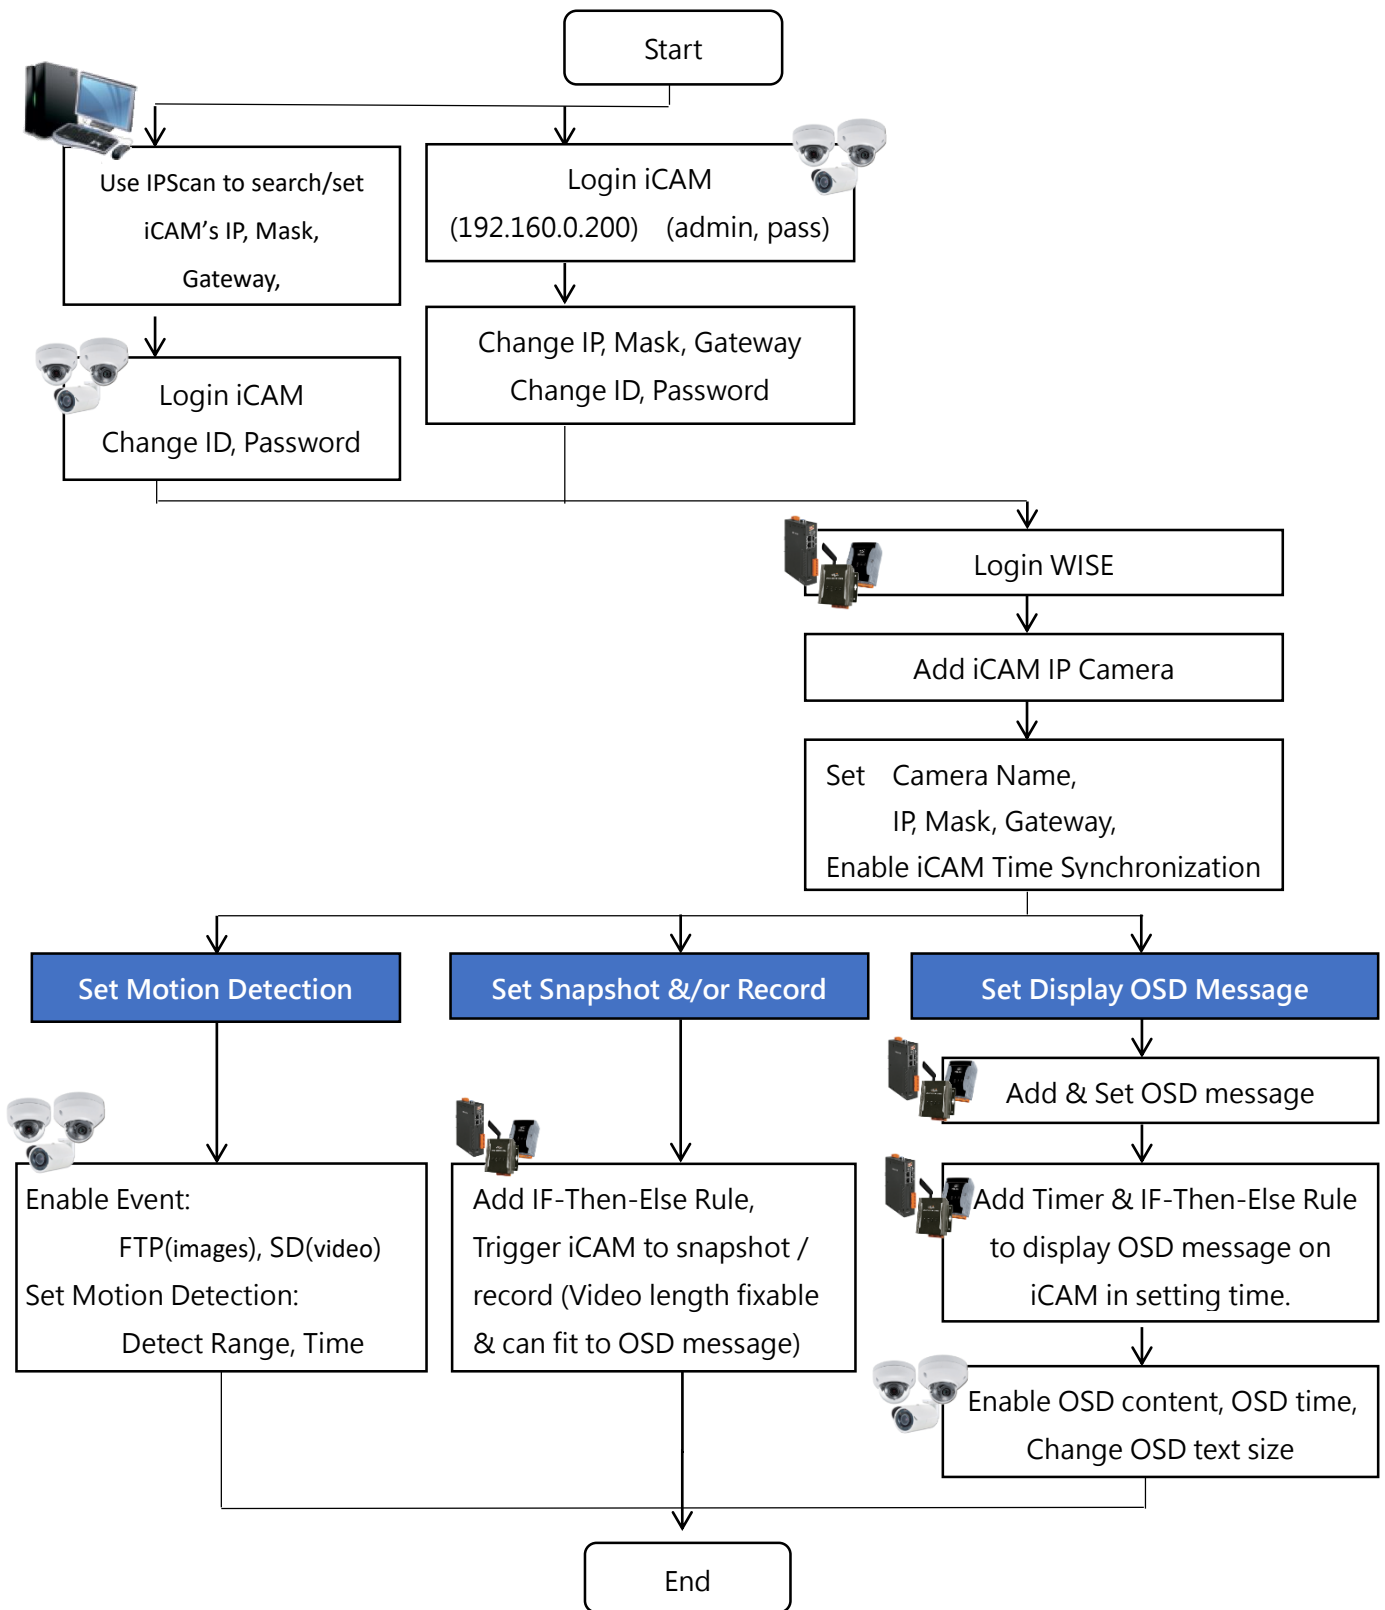 Start
Use IPScan to search/set
iCAM’s IP, Mask,
Gateway,
Login iCAM
(192.160.0.200) (admin, pass)
Login iCAM
Change ID, Password
Change IP, Mask, Gateway
Change ID, Password
Login WISE
Add iCAM IP Camera
Set Camera Name,
IP, Mask, Gateway,
Enable iCAM Time Synchronization
Set Motion Detection
Set Snapshot &/or Record
Set Display OSD Message
Enable Event:
FTP(images), SD(video)
Set Motion Detection:
Detect Range, Time
Add IF-Then-Else Rule,
Trigger iCAM to snapshot /
record (Video length fixable
& can fit to OSD message)
Add & Set OSD message
Add Timer & IF-Then-Else Rule
to display OSD message on
iCAM in setting time.
Enable OSD content, OSD time,
Change OSD text size
End